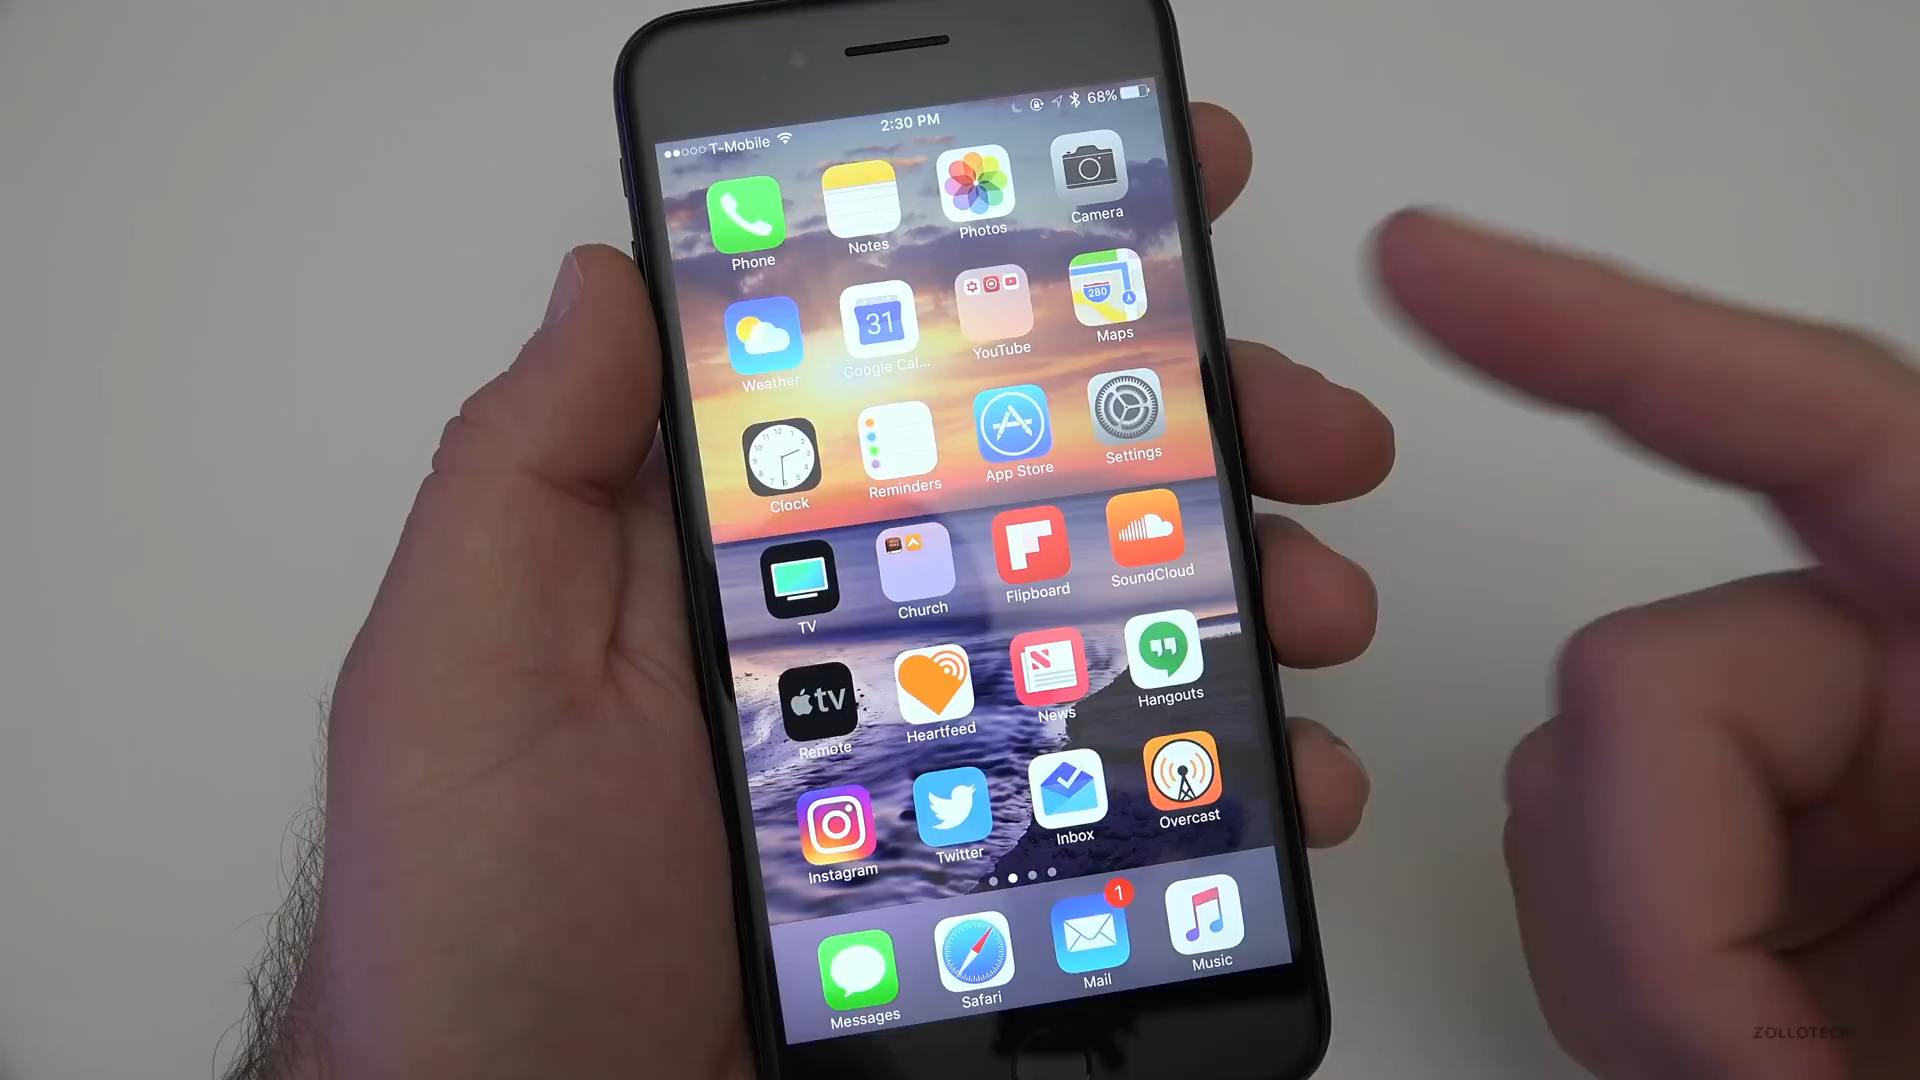 T-Mobile 2:30 PM 68%
Phone Notes Photos Camera
31 280
Weather Google Cal... YouTube Maps
Clock Reminders App Store Settings
TV Church Flipboard SoundCloud
tv
Remote Heartfeed News Hangouts
Instagram Twitter Inbox Overcast
1
Messages Safari Mail Music
ZOLLOTECH